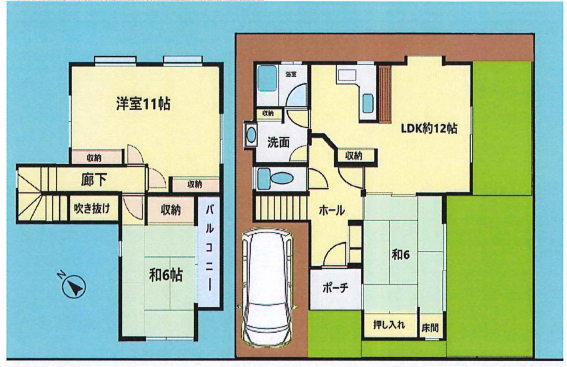 洋室11帖
収納
廊下
収納
吹き抜け
収納
バルコニー
和6帖
N
浴室
収納
洗面
LDK約12帖
収納
ホール
和6
ポーチ
押し入れ
床間